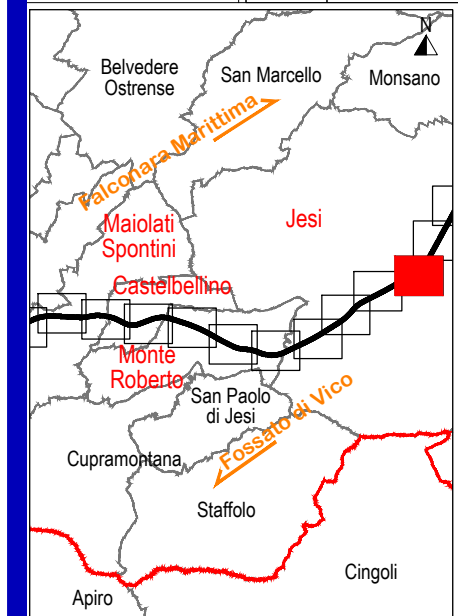 N
Belvedere
Ostrense
San Marcello
Monsano
Falconara Marittima
Maiolati
Spontini
Jesi
Castelbellino
Monte
Roberto
San Paolo
di Jesi
Fossato di Vico
Cupramontana
Staffolo
Cingoli
Apiro